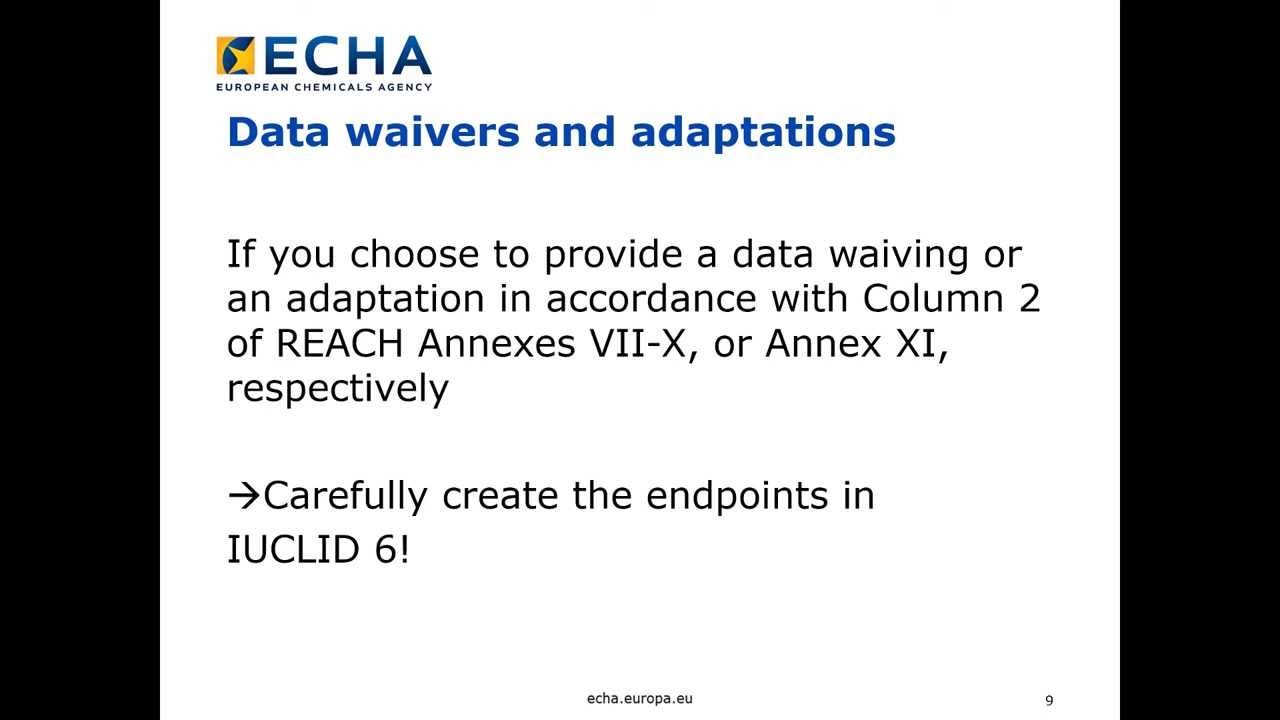 ECHA
EUROPEAN CHEMICALS AGENCY
Data waivers and adaptations
If you choose to provide a data waiving or
an adaptation in accordance with Column 2
of REACH Annexes VII-X, or Annex XI,
respectively
→Carefully create the endpoints in
IUCLID 6!
echa.europa.eu
9